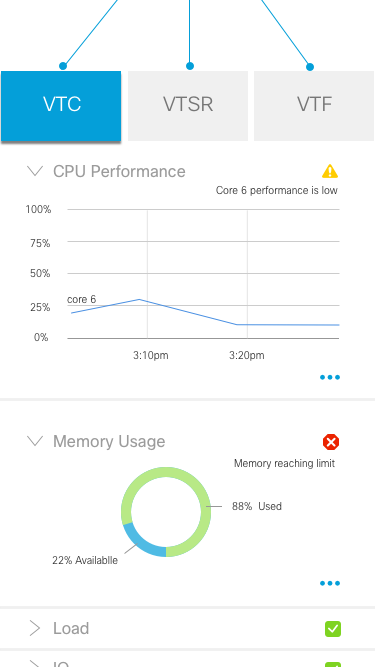 VTC VTSR VTF
CPU Performance
Core 6 performance is low
100%
75%
50%
core 6
25%
0%
3:10pm 3:20pm
Memory Usage
Memory reaching limit
88% Used
22% Availablle
Load
IO